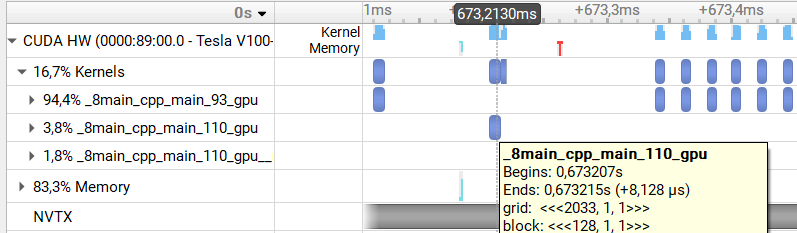 0s
1ms
+673,3ms
+673,4ms
673,2130ms
CUDA HW (0000:89:00.0 - Tesla V100-
Kernel
Memory
16,7% Kernels
94,4% _8main_cpp_main_93_gpu
3,8% _8main_cpp_main_110_gpu
1,8% _8main_cpp_main_110_gpu__
83,3% Memory
NVTX
_8main_cpp_main_110_gpu
Begins: 0,673207s
Ends: 0,673215s (+8,128 µs)
grid: <<<2033, 1, 1>>>
block: <<<128, 1, 1>>>